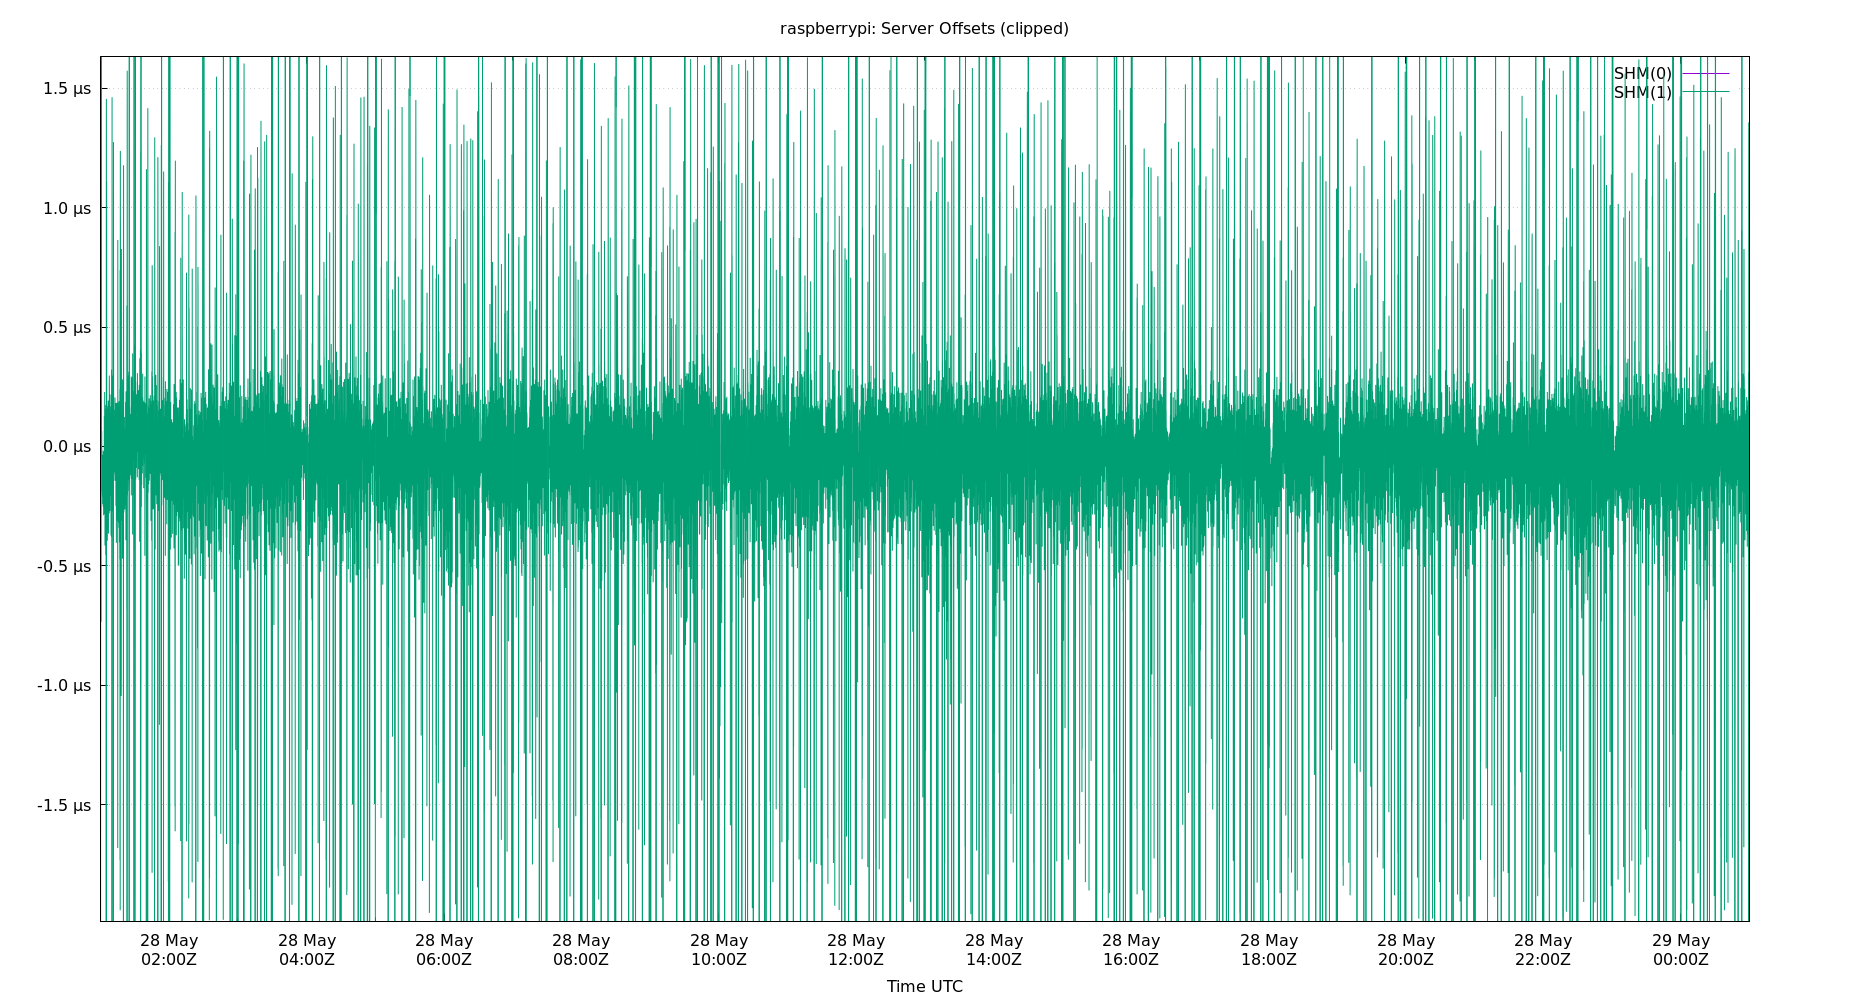 raspberrypi: Server Offsets (clipped)
SHM(0)
SHM(1)
1.5 µs
1.0 µs
0.5 µs
0.0 µs
-0.5 µs
-1.0 µs
-1.5 µs
28 May 28 May 28 May 28 May 28 May 28 May 28 May 28 May 28 May 28 May 28 May 29 May
02:00Z 04:00Z 06:00Z 08:00Z 10:00Z 12:00Z 14:00Z 16:00Z 18:00Z 20:00Z 22:00Z 00:00Z
Time UTC